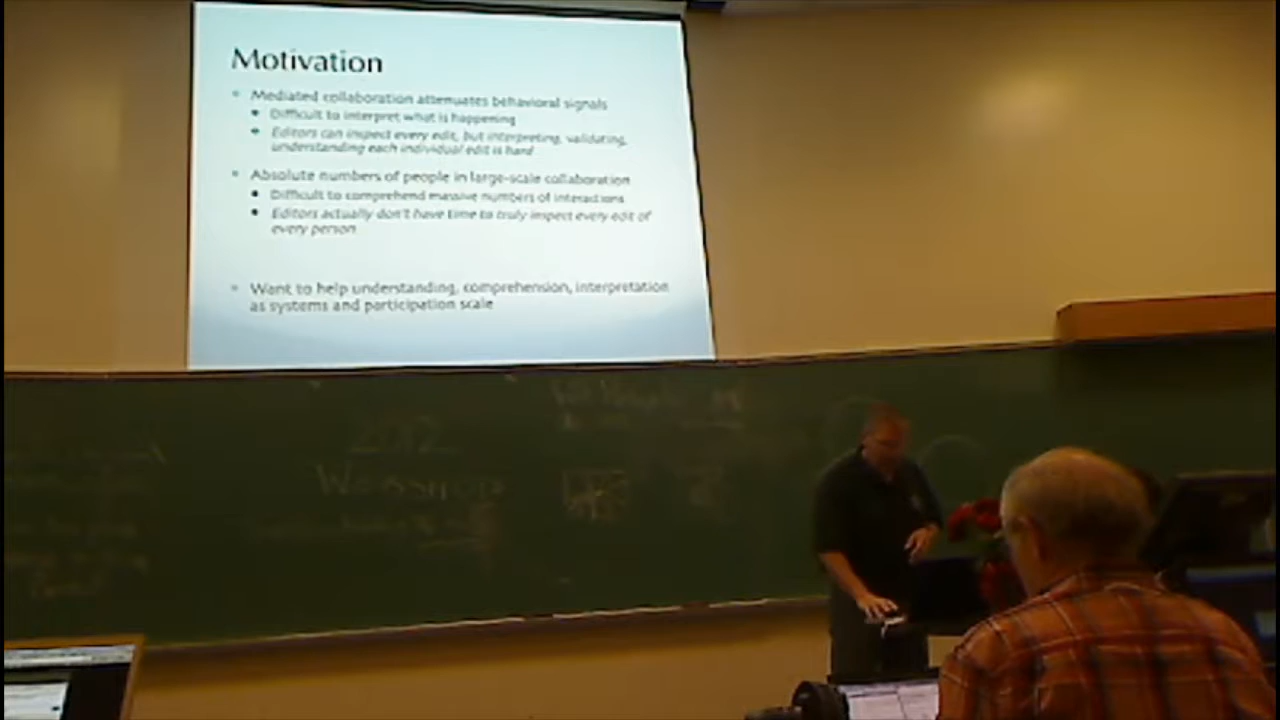 Motivation
Mediated collaboration attenuates behavioral signals
Difficult to interpret what is happening
Editors can inspect every edit, but interpreting, validating,
understanding each individual edit is hard
Absolute numbers of people in large-scale collaboration
Difficult to comprehend massive numbers of interactions
Editors actually don't have time to truly inspect every edit of
every person
Want to help understanding, comprehension, interpretation
as systems and participation scale
2012
Workshop